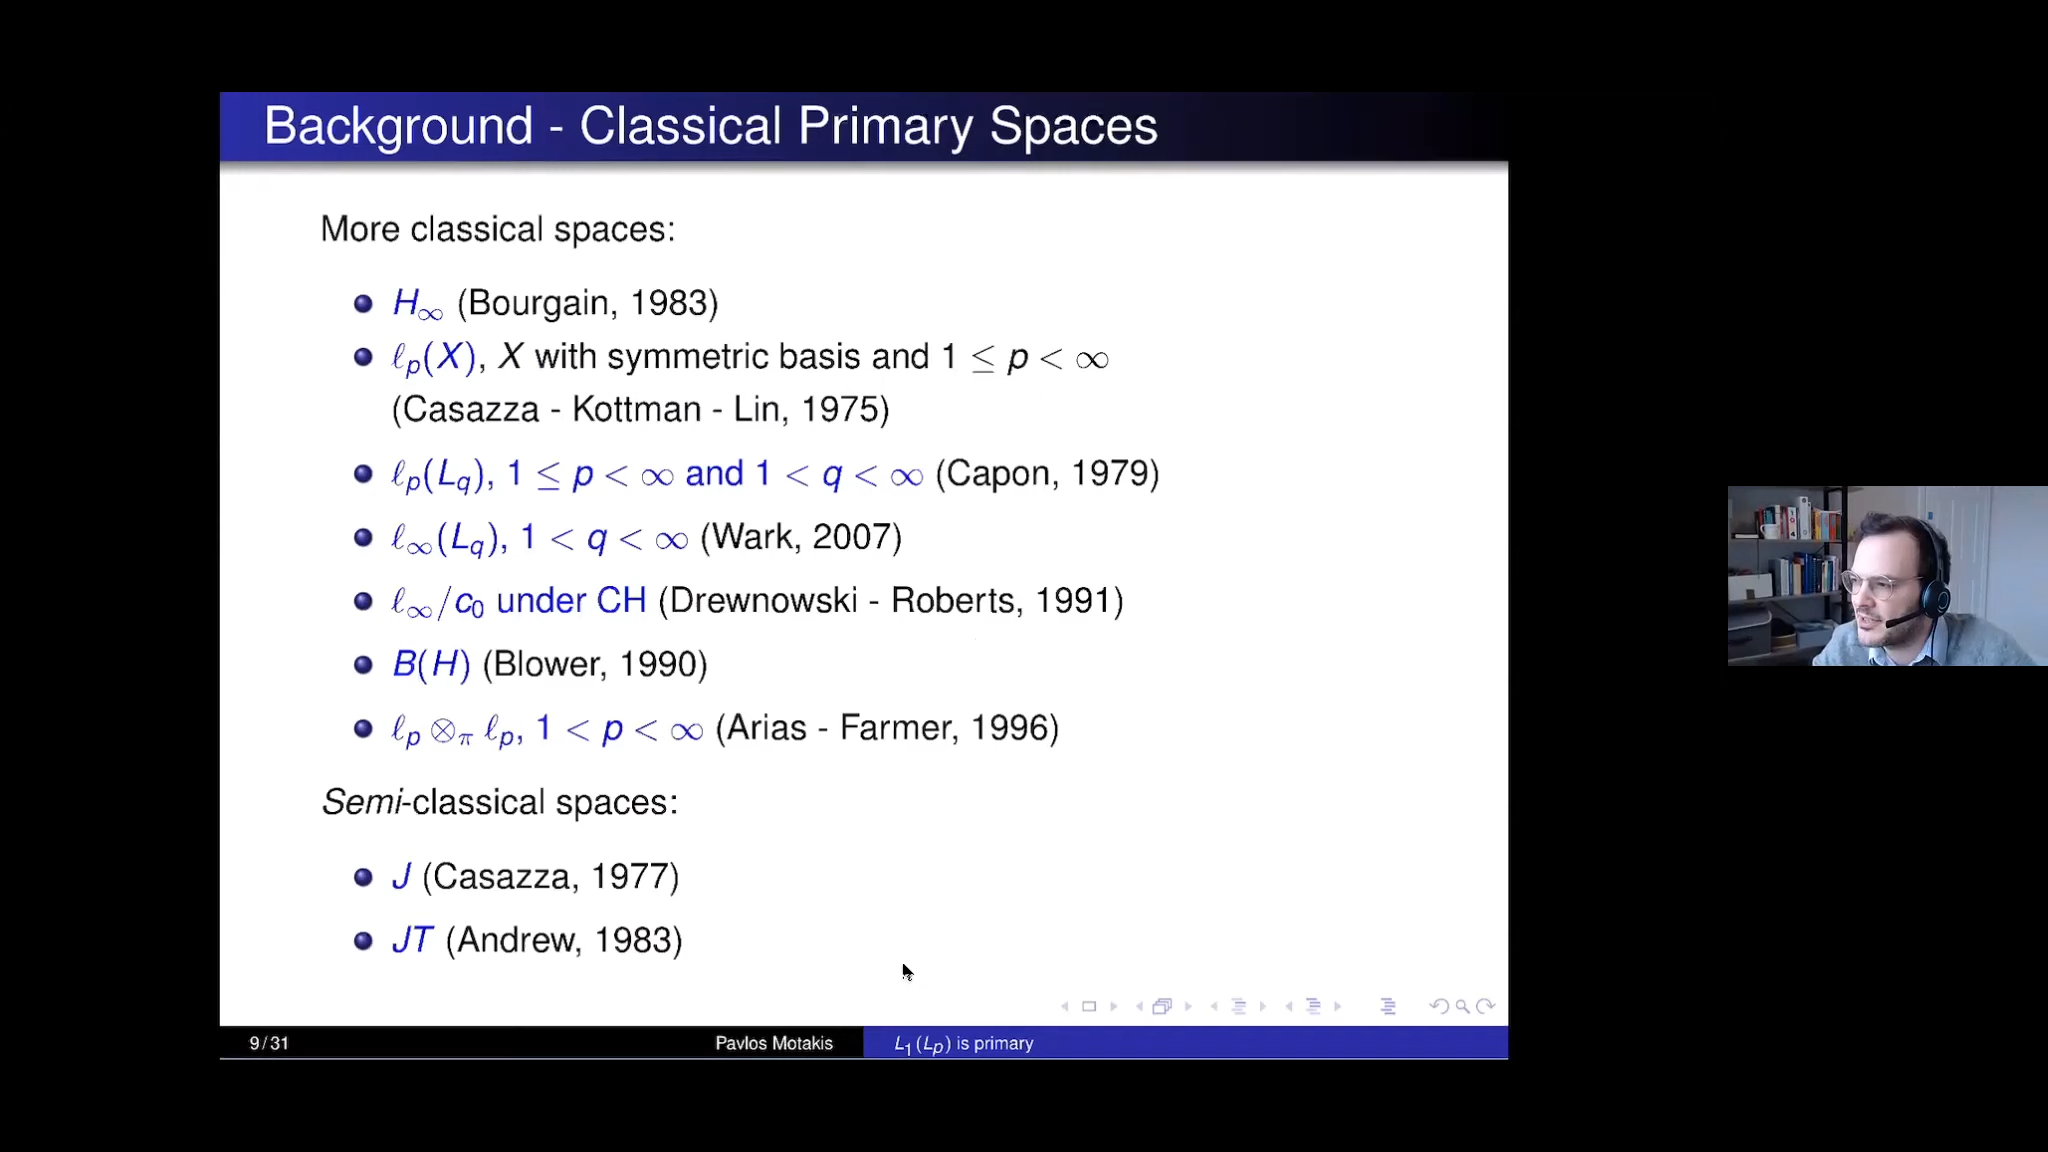 Background - Classical Primary Spaces
More classical spaces:
H∞ (Bourgain, 1983)
ℓp(X), X with symmetric basis and 1 ≤ p < ∞
(Casazza - Kottman - Lin, 1975)
ℓp(Lq), 1 ≤ p < ∞ and 1 < q < ∞ (Capon, 1979)
ℓ∞(Lq), 1 < q < ∞ (Wark, 2007)
ℓ∞/c0 under CH (Drewnowski - Roberts, 1991)
B(H) (Blower, 1990)
ℓp ⊗π ℓp, 1 < p < ∞ (Arias - Farmer, 1996)
Semi-classical spaces:
J (Casazza, 1977)
JT (Andrew, 1983)
9/31 Pavlos Motakis L1(Lp) is primary